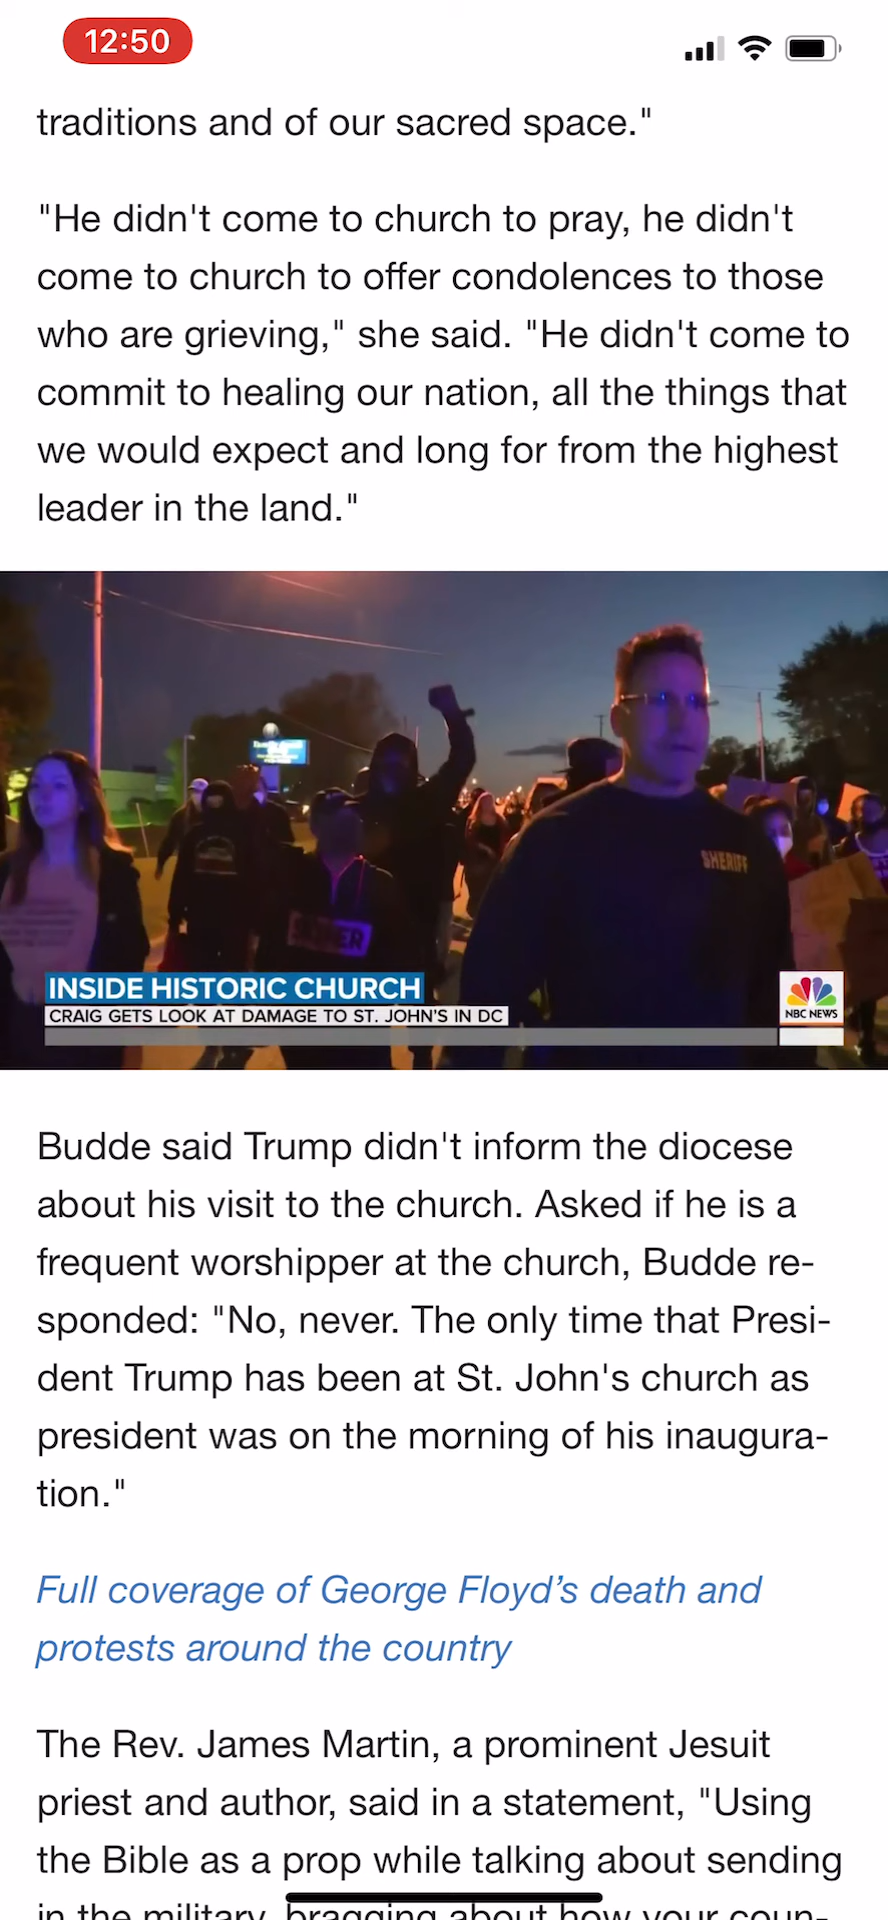 12:50
traditions and of our sacred space."
"He didn't come to church to pray, he didn't
come to church to offer condolences to those
who are grieving," she said. "He didn't come to
commit to healing our nation, all the things that
we would expect and long for from the highest
leader in the land."
SHERIFF
INSIDE HISTORIC CHURCH
CRAIG GETS LOOK AT DAMAGE TO ST. JOHN'S IN DC
NBC NEWS
Budde said Trump didn't inform the diocese
about his visit to the church. Asked if he is a
frequent worshipper at the church, Budde re-
sponded: "No, never. The only time that Presi-
dent Trump has been at St. John's church as
president was on the morning of his inaugura-
tion."
Full coverage of George Floyd’s death and
protests around the country
The Rev. James Martin, a prominent Jesuit
priest and author, said in a statement, "Using
the Bible as a prop while talking about sending
in the military, bragging about how your coun-